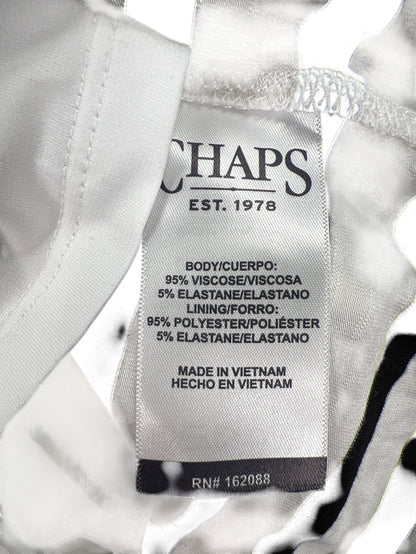 CHAPS
EST. 1978
BODY/CUERPO:
95% VISCOSE/VISCOSA
5% ELASTANE/ELASTANO
LINING/FORRO:
95% POLYESTER/POLIÉSTER
5% ELASTANE/ELASTANO
MADE IN VIETNAM
HECHO EN VIETNAM
RN# 162088